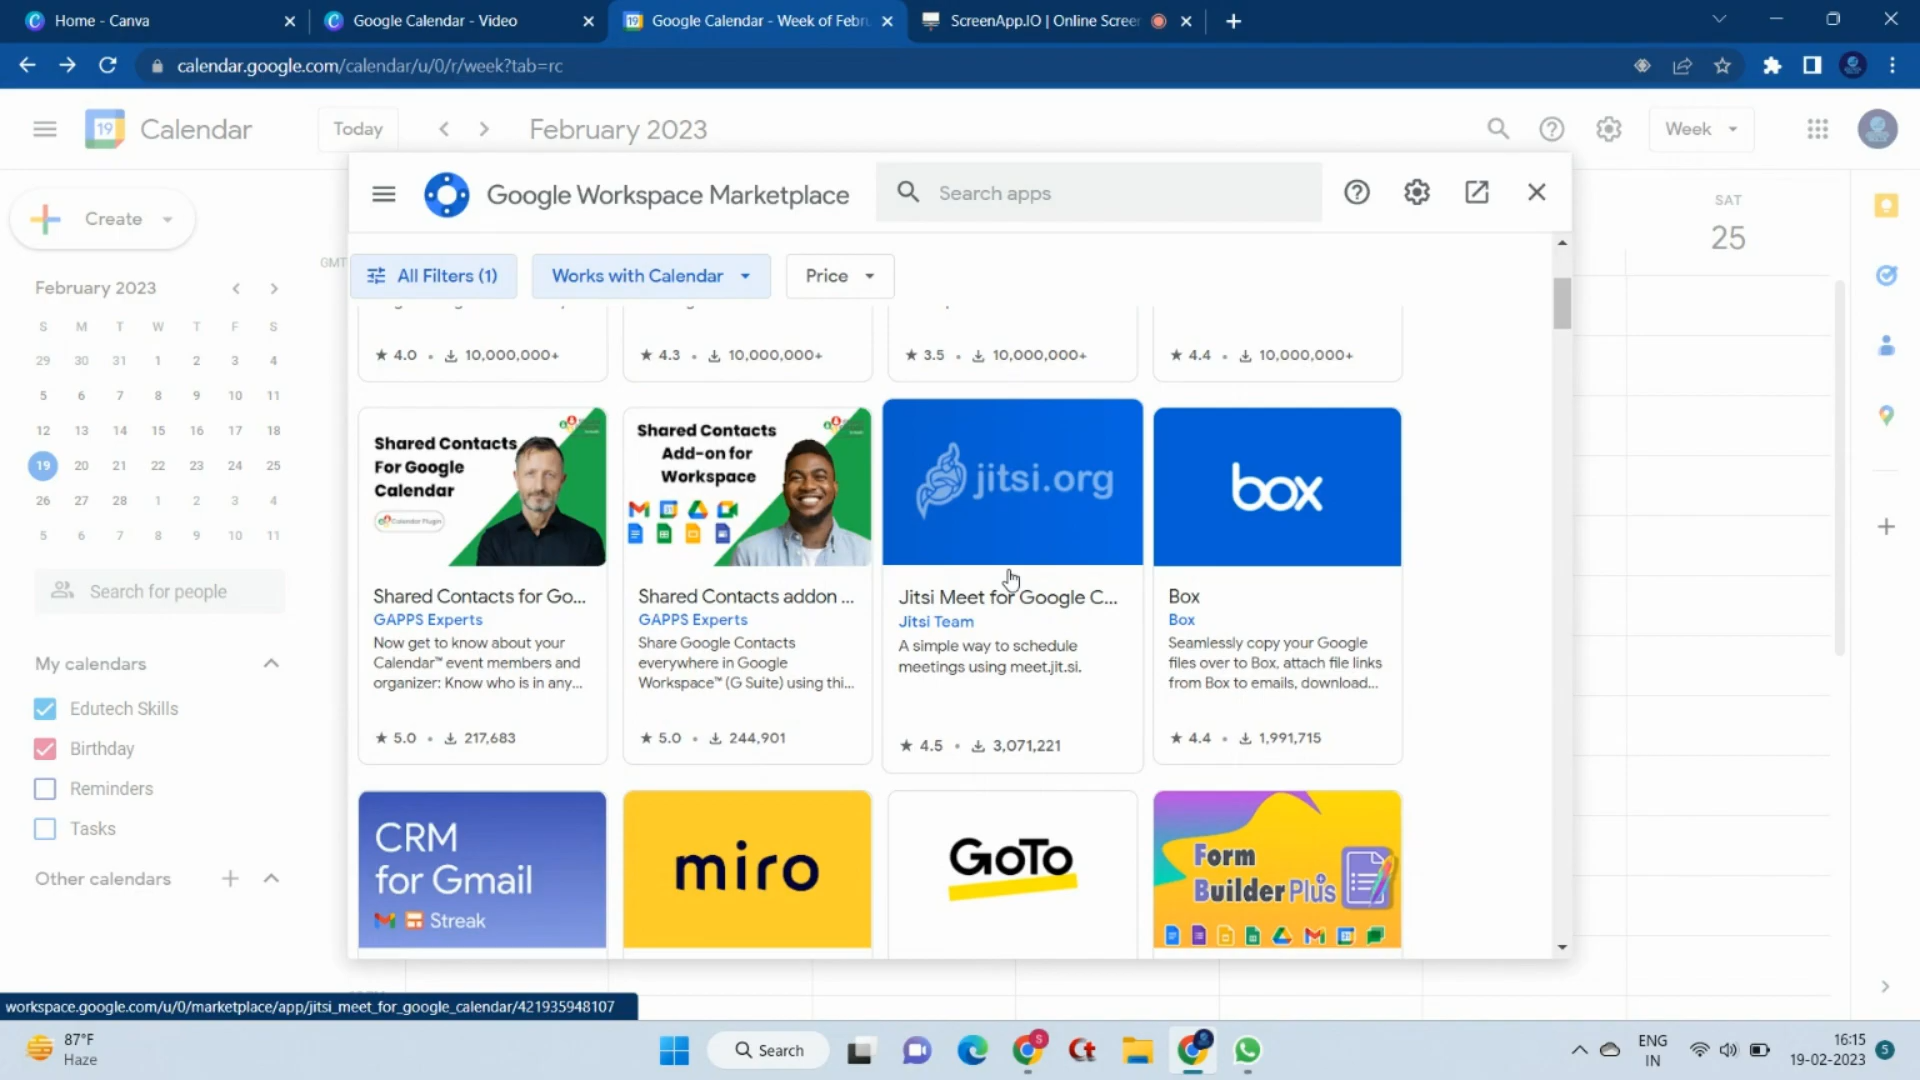 Home - Canva
Google Calendar - Video
Google Calendar - Week of Febru
ScreenApp.IO | Online Screen
calendar.google.com/calendar/u/0/r/week?tab=rc
19
Calendar
Today
February 2023
Week
Create
GMT
SAT
25
Google Workspace Marketplace
Search apps
All Filters (1)
Works with Calendar
Price
February 2023
S M T W T F S
29 30 31 1 2 3 4
5 6 7 8 9 10 11
12 13 14 15 16 17 18
19 20 21 22 23 24 25
26 27 28 1 2 3 4
5 6 7 8 9 10 11
Search for people
My calendars
Edutech Skills
Birthday
Reminders
Tasks
Other calendars
4.0 • 10,000,000+
4.3 • 10,000,000+
3.5 • 10,000,000+
4.4 • 10,000,000+
Shared Contacts
For Google
Calendar
Calendar Plugin
Shared Contacts for Go...
GAPPS Experts
Now get to know about your
Calendar™ event members and
organizer: Know who is in any...
5.0 • 217,683
Shared Contacts
Add-on for
Workspace
Shared Contacts addon ...
GAPPS Experts
Share Google Contacts
everywhere in Google
Workspace™ (G Suite) using thi...
5.0 • 244,901
jitsi.org
Jitsi Meet for Google C...
Jitsi Team
A simple way to schedule
meetings using meet.jit.si.
4.5 • 3,071,221
box
Box
Box
Seamlessly copy your Google
files over to Box, attach file links
from Box to emails, download...
4.4 • 1,991,715
CRM
for Gmail
Streak
miro
GoTo
Form
Builder Plus
workspace.google.com/u/0/marketplace/app/jitsi_meet_for_google_calendar/421935948107
87°F
Haze
Search
ENG
IN
16:15
19-02-2023
5